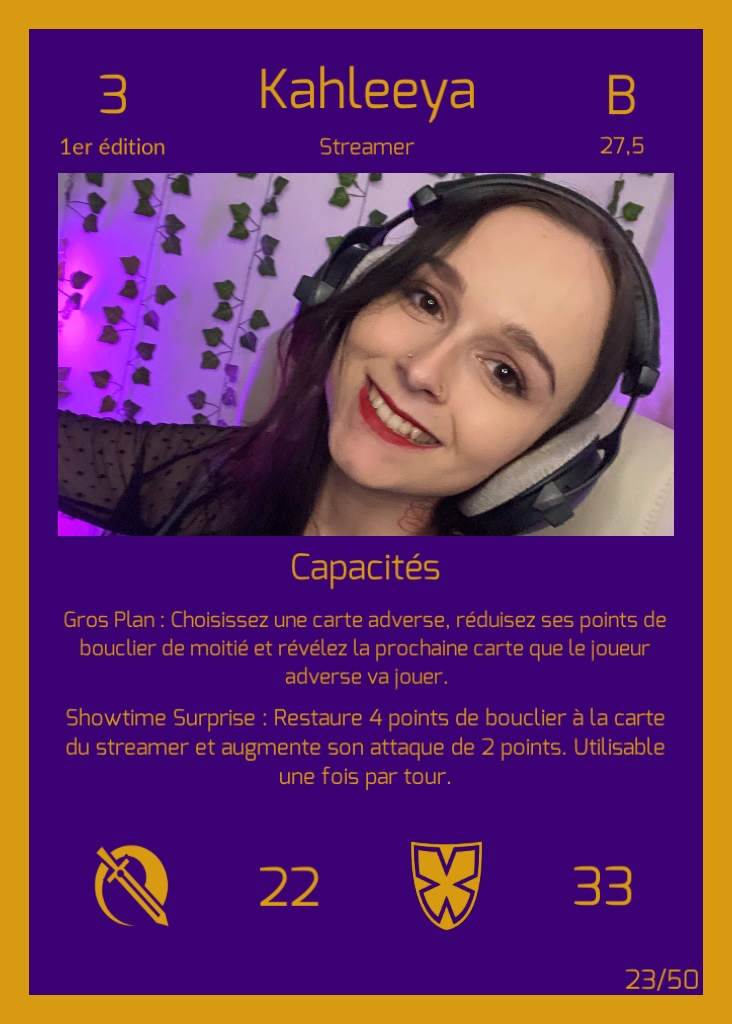 3 Kahleeya B
1er édition Streamer 27,5
Capacités
Gros Plan : Choisissez une carte adverse, réduisez ses points de
bouclier de moitié et révélez la prochaine carte que le joueur
adverse va jouer.
Showtime Surprise : Restaure 4 points de bouclier à la carte
du streamer et augmente son attaque de 2 points. Utilisable
une fois par tour.
22 33
23/50